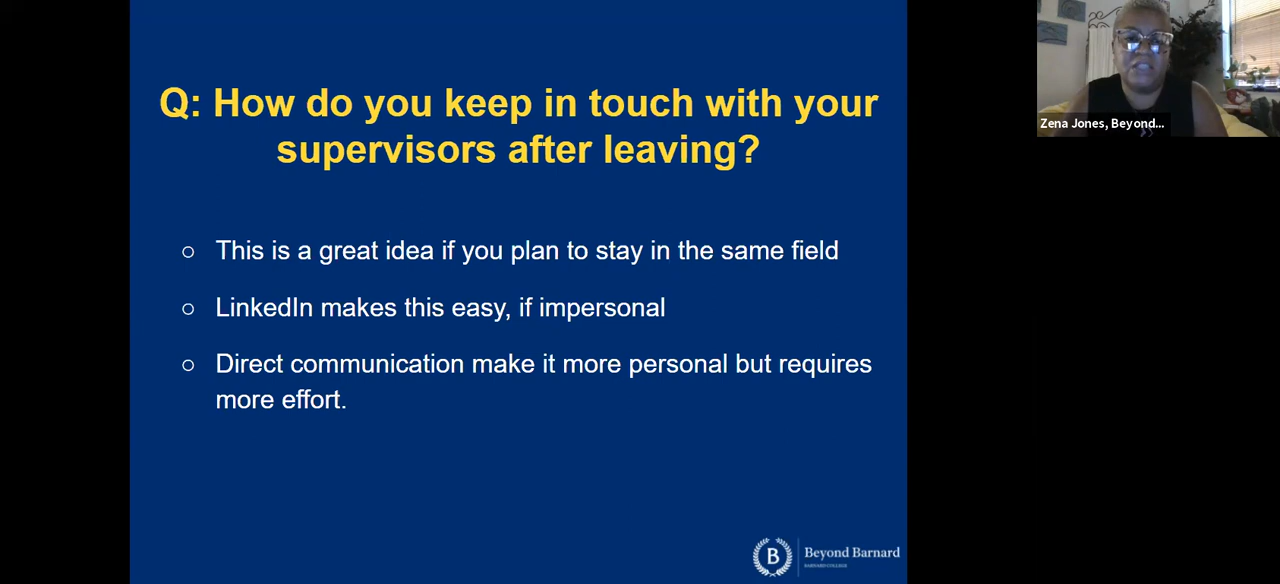 Q: How do you keep in touch with your
supervisors after leaving?
○ This is a great idea if you plan to stay in the same field
○ LinkedIn makes this easy, if impersonal
○ Direct communication make it more personal but requires
more effort.
Zena Jones, Beyond...
B
Beyond Barnard
BARNARD COLLEGE